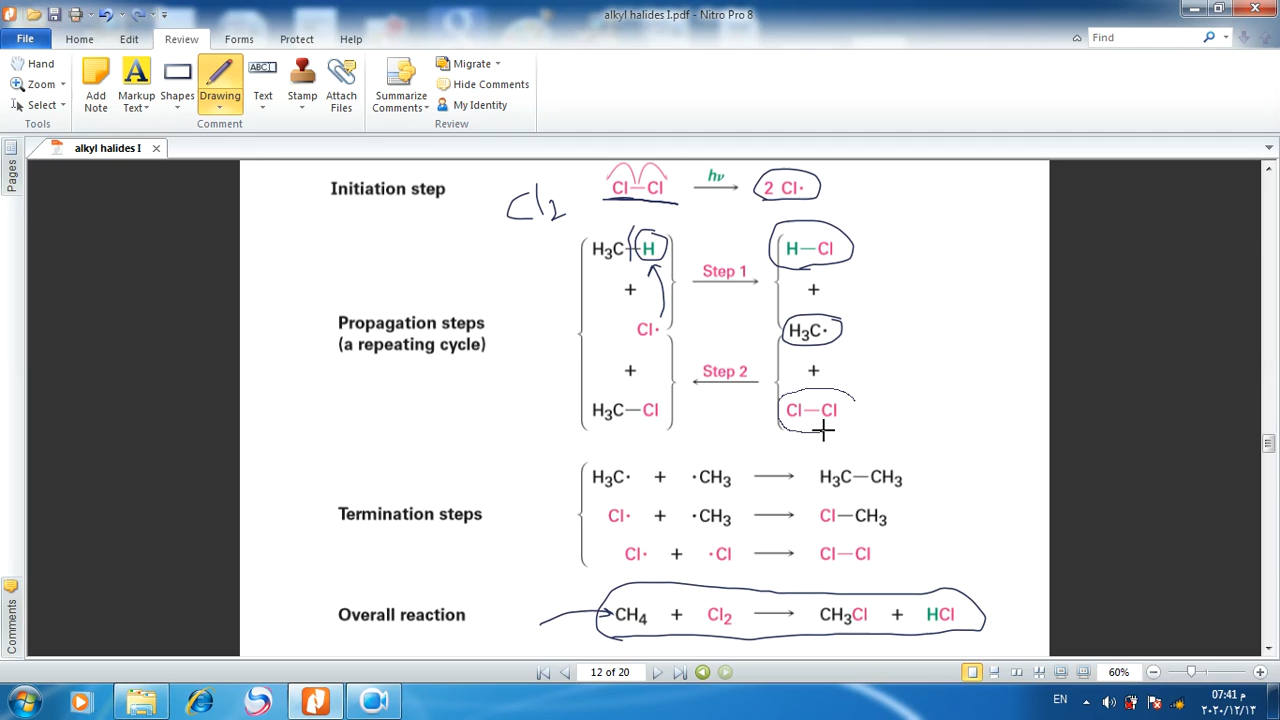 alkyl halides I.pdf - Nitro Pro 8
File Home Edit Review Forms Protect Help
Find
Hand
Zoom
Select
Tools
Add Note
Markup Text
Shapes
Drawing
Text
Stamp
Attach Files
Comment
Summarize Comments
Migrate
Hide Comments
My Identity
Review
alkyl halides I
Pages
Comments
Initiation step Cl—Cl hν 2 Cl·
Cl2
H₃C—H H—Cl
Step 1
+ +
Propagation steps
(a repeating cycle)
Cl· H₃C·
+ Step 2 +
H₃C—Cl Cl—Cl
H₃C· + ·CH₃ ⟶ H₃C—CH₃
Termination steps Cl· + ·CH₃ ⟶ Cl—CH₃
Cl· + ·Cl ⟶ Cl—Cl
Overall reaction CH₄ + Cl₂ ⟶ CH₃Cl + HCl
12 of 20
60%
EN
07:41 م
٢٠٢٠/١٢/١٣